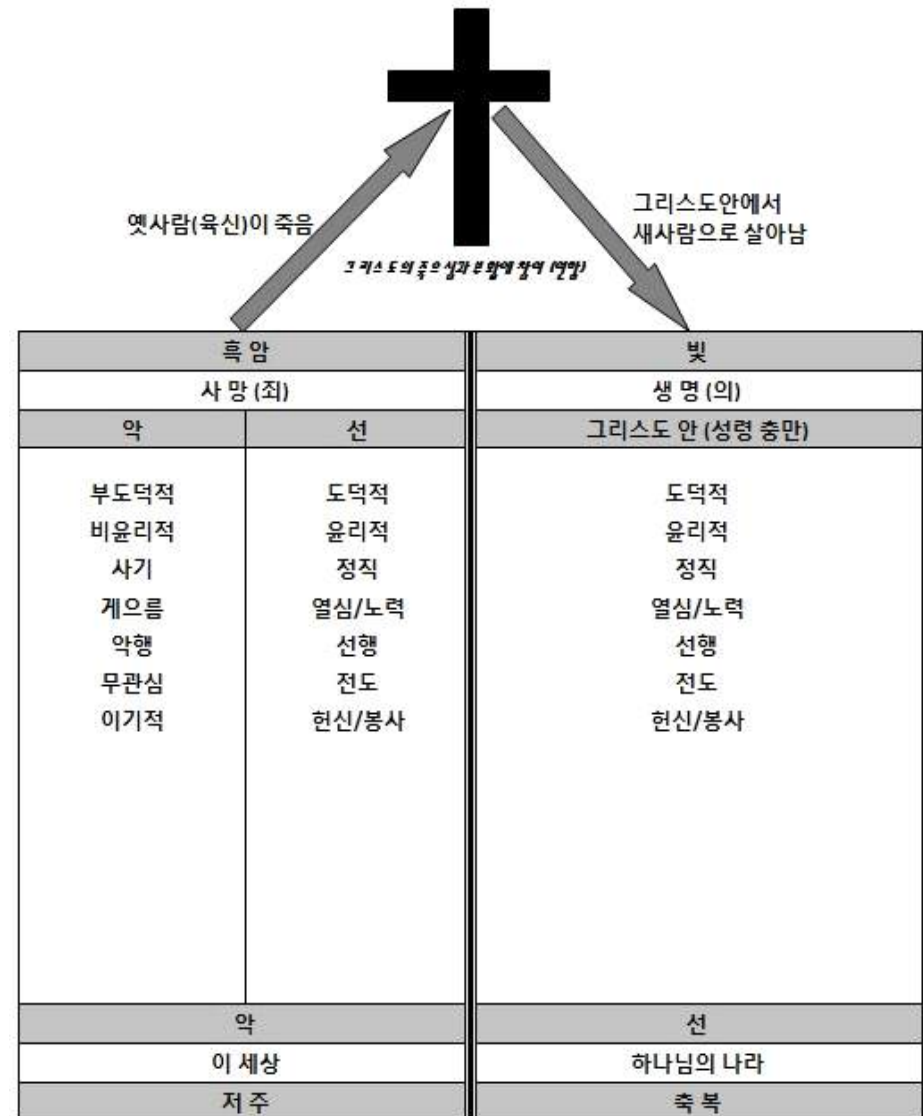 옛사람(육신)이 죽음
그리스도안에서
새사람으로 살아남
그리스도의 죽으심과 부활에 참여 (연합)
흑 암
빛
사 망 (죄)
생 명 (의)
악
선
그리스도 안 (성령 충만)
부도덕적
도덕적
도덕적
비윤리적
윤리적
윤리적
사기
정직
정직
게으름
열심/노력
열심/노력
악행
선행
선행
무관심
전도
전도
이기적
헌신/봉사
헌신/봉사
악
선
이 세상
하나님의 나라
저 주
축 복